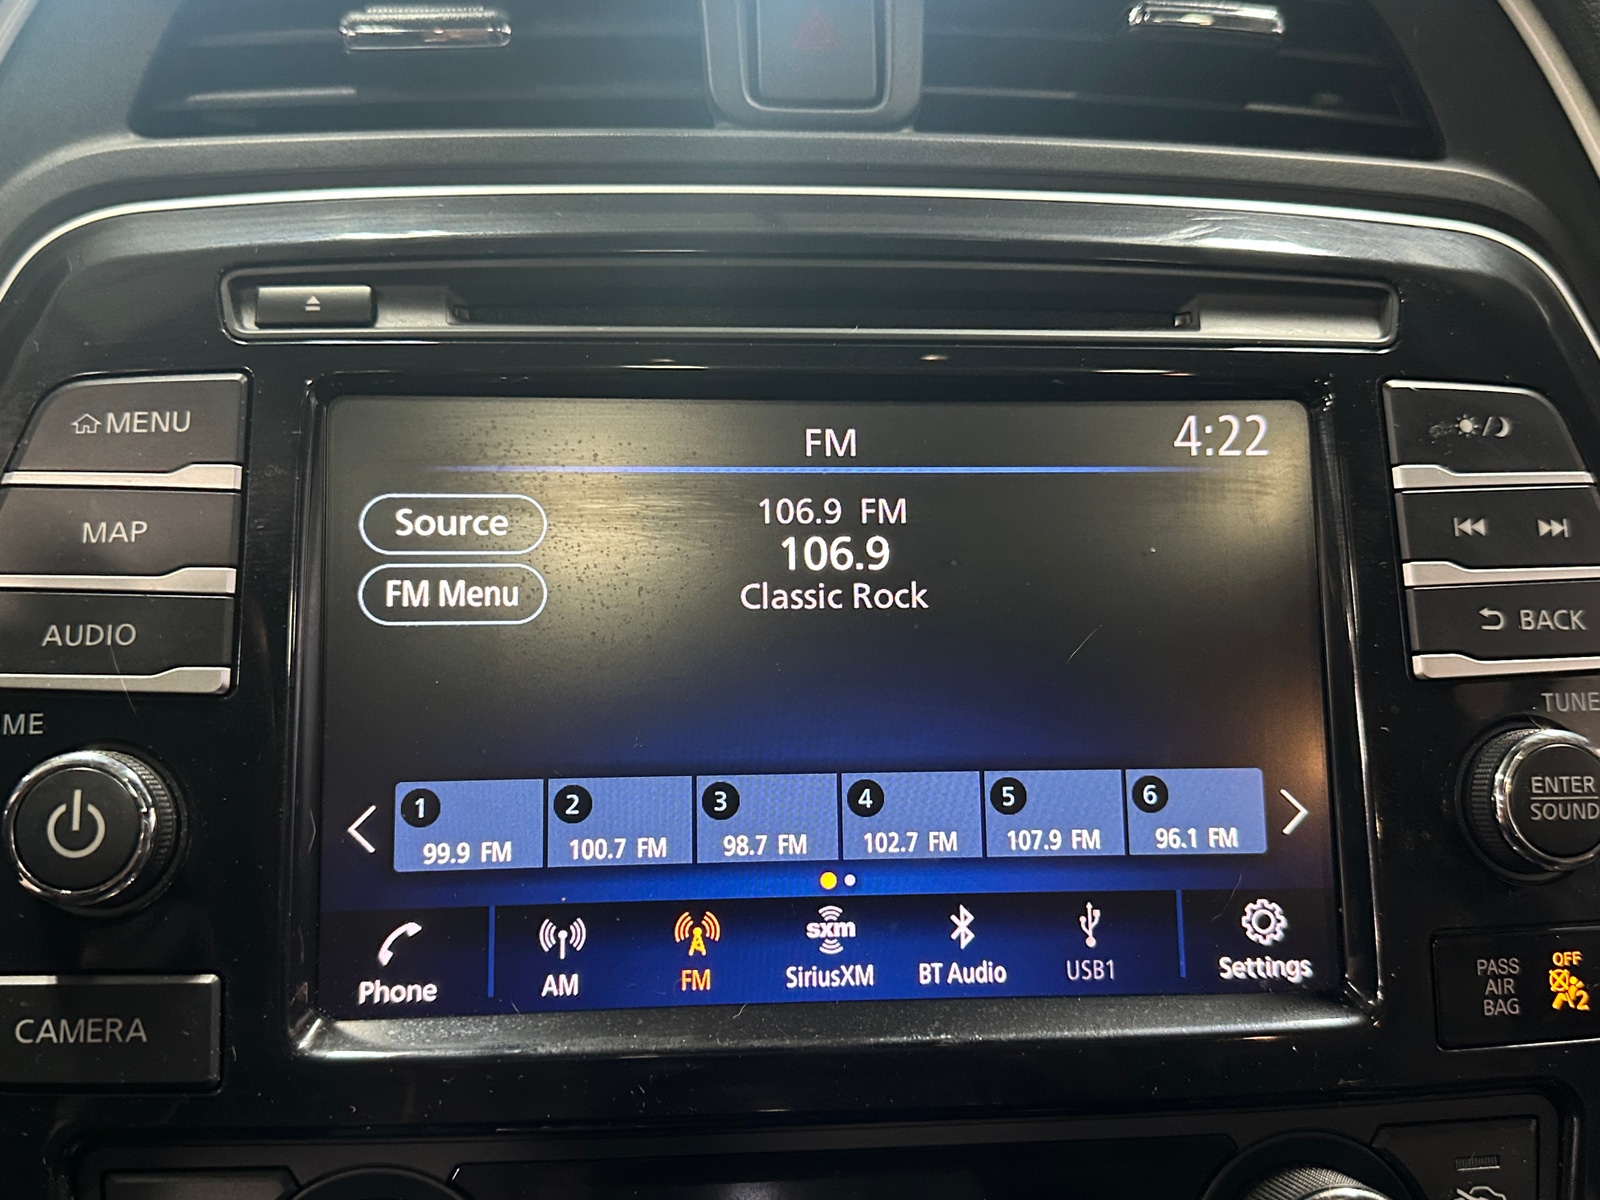 MENU
MAP
AUDIO
ME
CAMERA
FM
4:22
Source
FM Menu
106.9 FM
106.9
Classic Rock
1
99.9 FM
2
100.7 FM
3
98.7 FM
4
102.7 FM
5
107.9 FM
6
96.1 FM
Phone
AM
FM
sxm
SiriusXM
BT Audio
USB1
Settings
BACK
TUNE
ENTER
SOUND
PASS
AIR
BAG
OFF
2